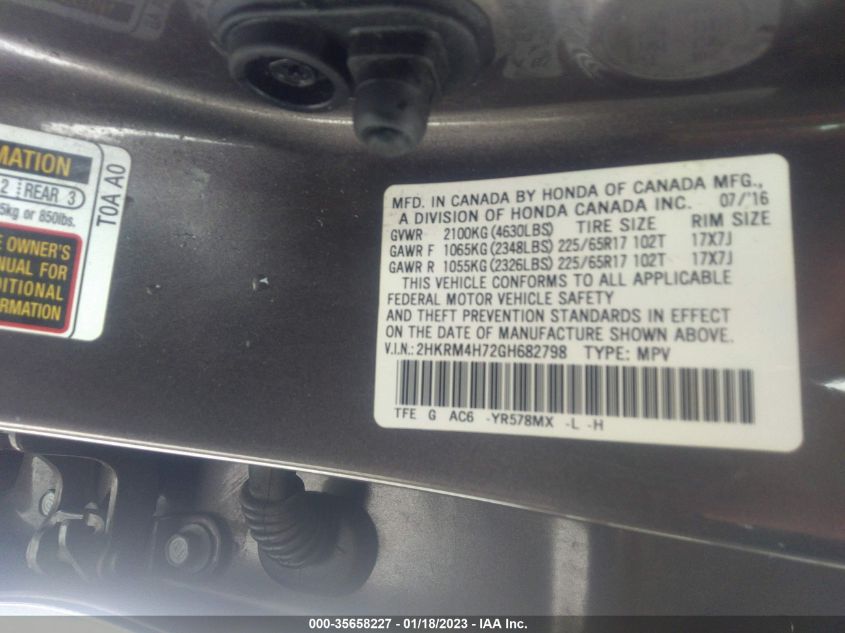 MATION
2 REAR 3
5kg or 850lbs.
E OWNER'S
NUAL FOR
DITIONAL
ORMATION
T0A A0
MFD. IN CANADA BY HONDA OF CANADA MFG.,
A DIVISION OF HONDA CANADA INC. 07/'16
GVWR 2100KG(4630LBS) TIRE SIZE RIM SIZE
GAWR F 1065KG(2348LBS) 225/65R17 102T 17X7J
GAWR R 1055KG(2326LBS) 225/65R17 102T 17X7J
THIS VEHICLE CONFORMS TO ALL APPLICABLE
FEDERAL MOTOR VEHICLE SAFETY
AND THEFT PREVENTION STANDARDS IN EFFECT
ON THE DATE OF MANUFACTURE SHOWN ABOVE.
V.I.N.: 2HKRM4H72GH682798 TYPE: MPV
TFE G AC6 -YR578MX -L -H
000-35658227 - 01/18/2023 - IAA Inc.